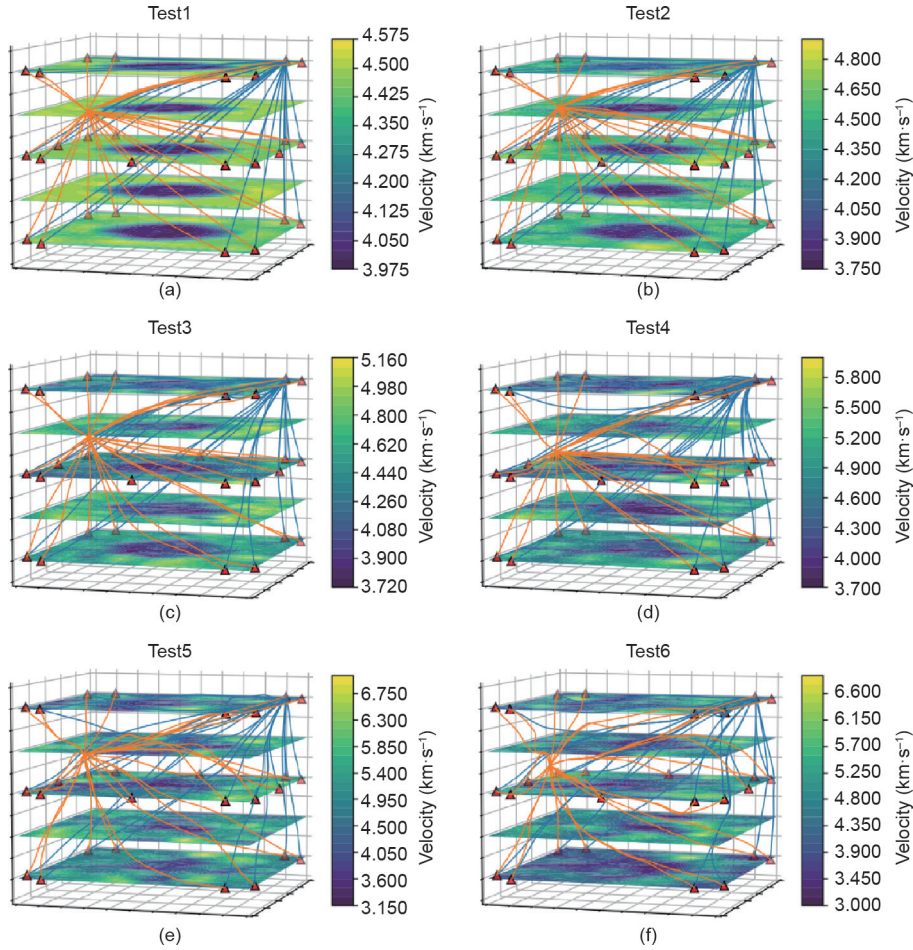 Test1
4.575
4.500
4.425
4.350
4.275
4.200
4.125
4.050
3.975
Velocity (km·s⁻¹)
(a)
Test2
4.800
4.650
4.500
4.350
4.200
4.050
3.900
3.750
Velocity (km·s⁻¹)
(b)
Test3
5.160
4.980
4.800
4.620
4.440
4.260
4.080
3.900
3.720
Velocity (km·s⁻¹)
(c)
Test4
5.800
5.500
5.200
4.900
4.600
4.300
4.000
3.700
Velocity (km·s⁻¹)
(d)
Test5
6.750
6.300
5.850
5.400
4.950
4.500
4.050
3.600
3.150
Velocity (km·s⁻¹)
(e)
Test6
6.600
6.150
5.700
5.250
4.800
4.350
3.900
3.450
3.000
Velocity (km·s⁻¹)
(f)